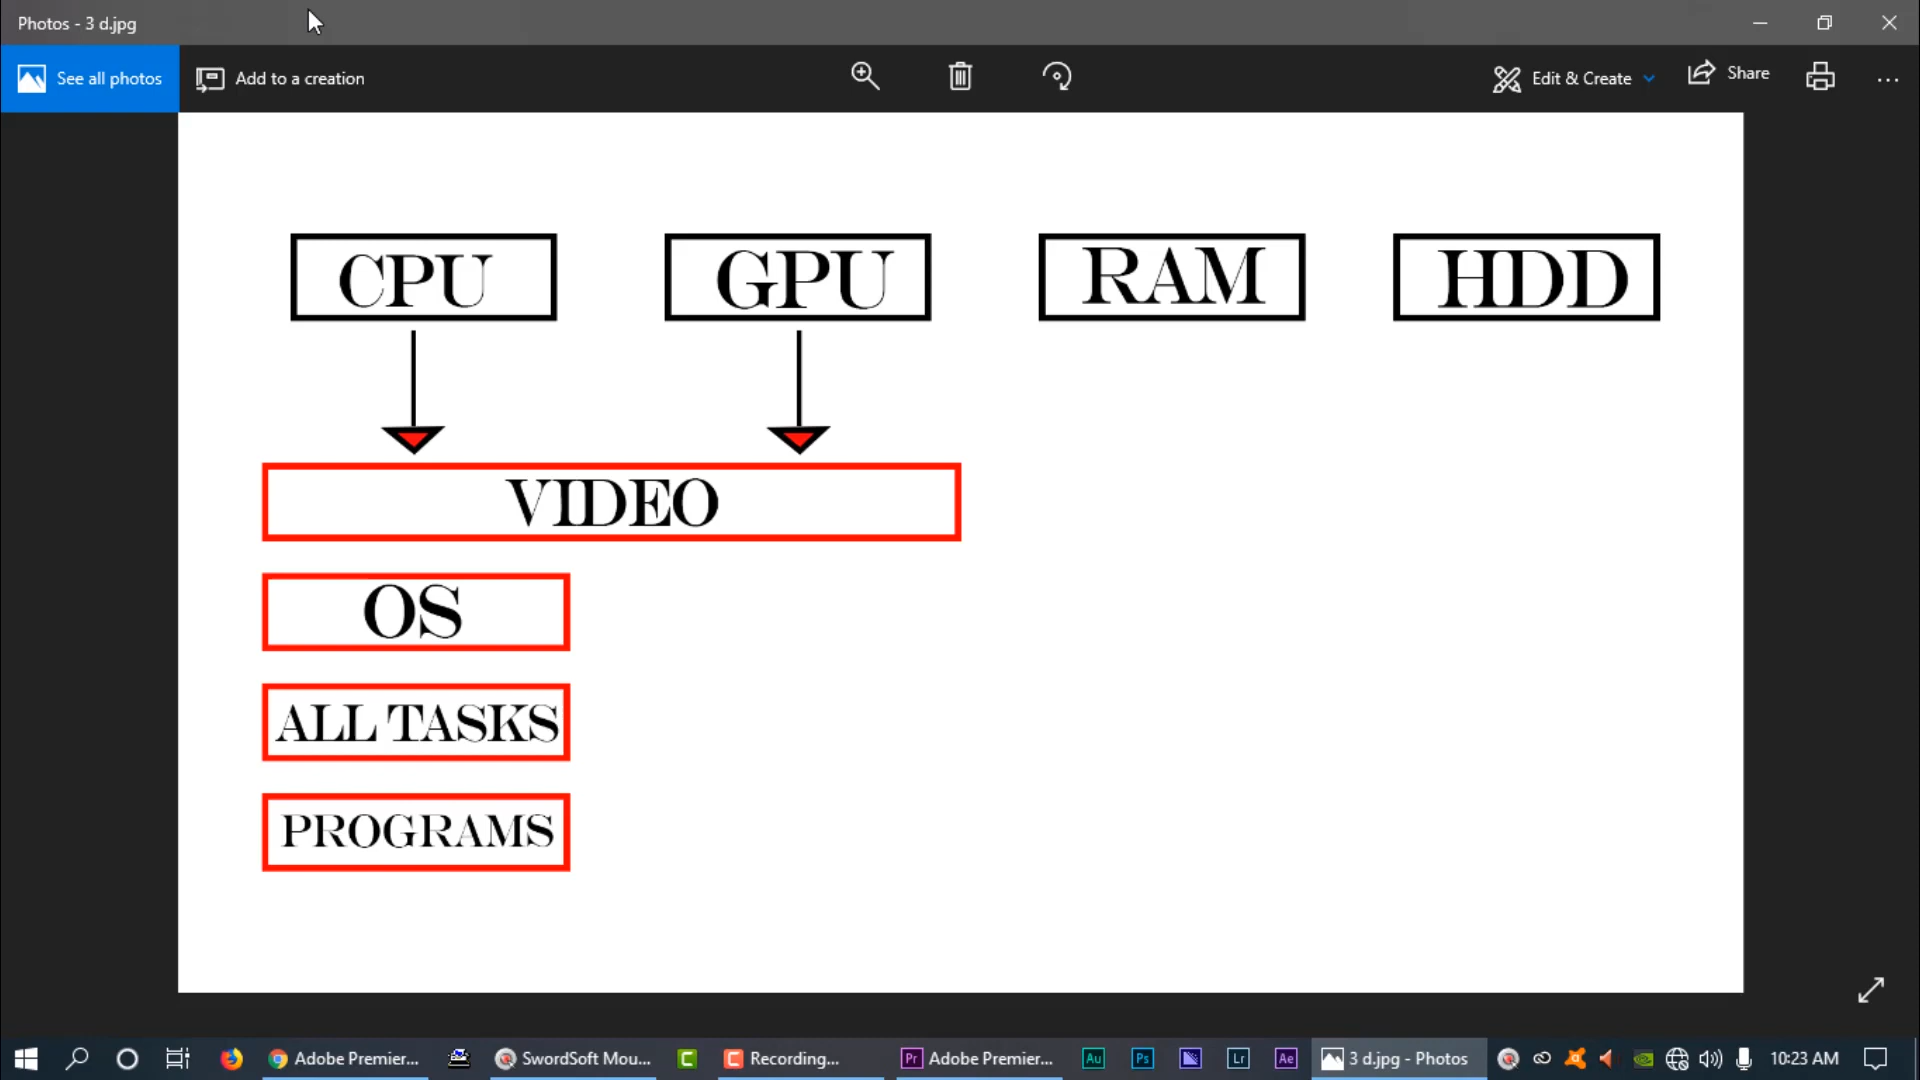 Photos - 3 d.jpg
See all photos
Add to a creation
Edit & Create
Share
CPU
GPU
RAM
HDD
VIDEO
OS
ALL TASKS
PROGRAMS
Adobe Premier...
SwordSoft Mou...
C
Recording...
Pr
Adobe Premier...
Au
Ps
Lr
Ae
3 d.jpg - Photos
10:23 AM